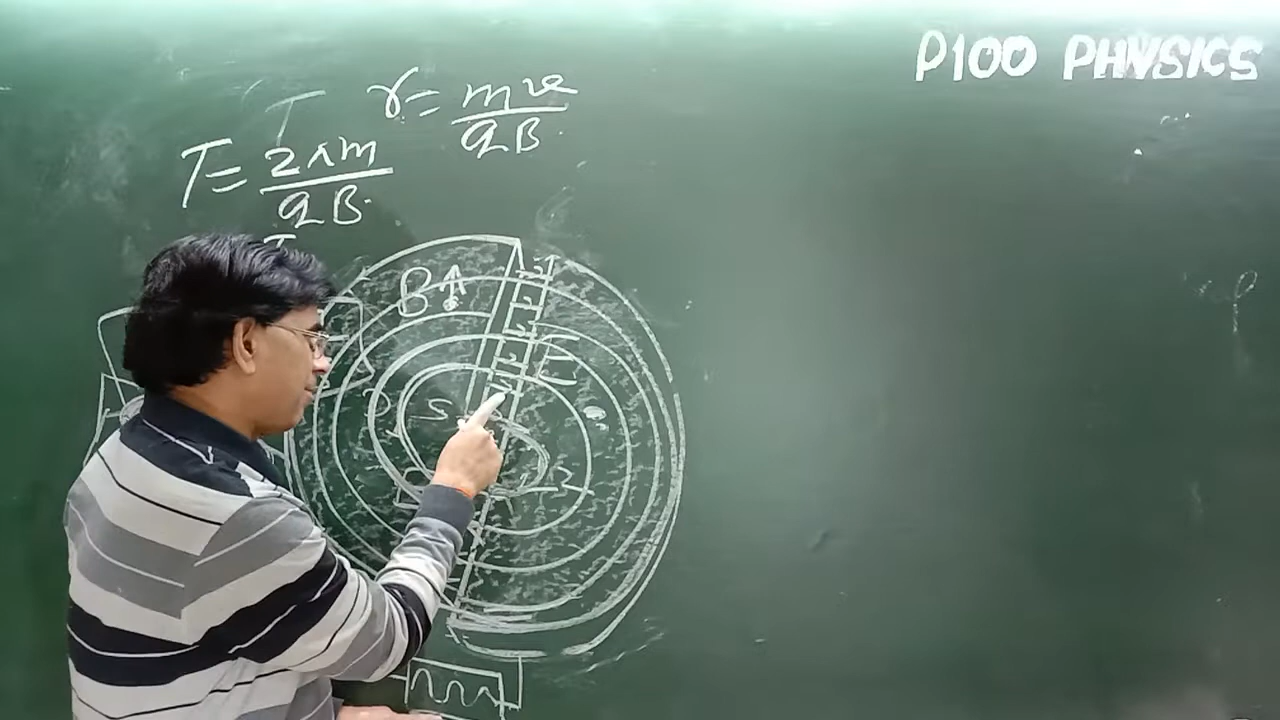 P100 PHYSICS
r = mv/qB
T = 2πm/qB
B
S